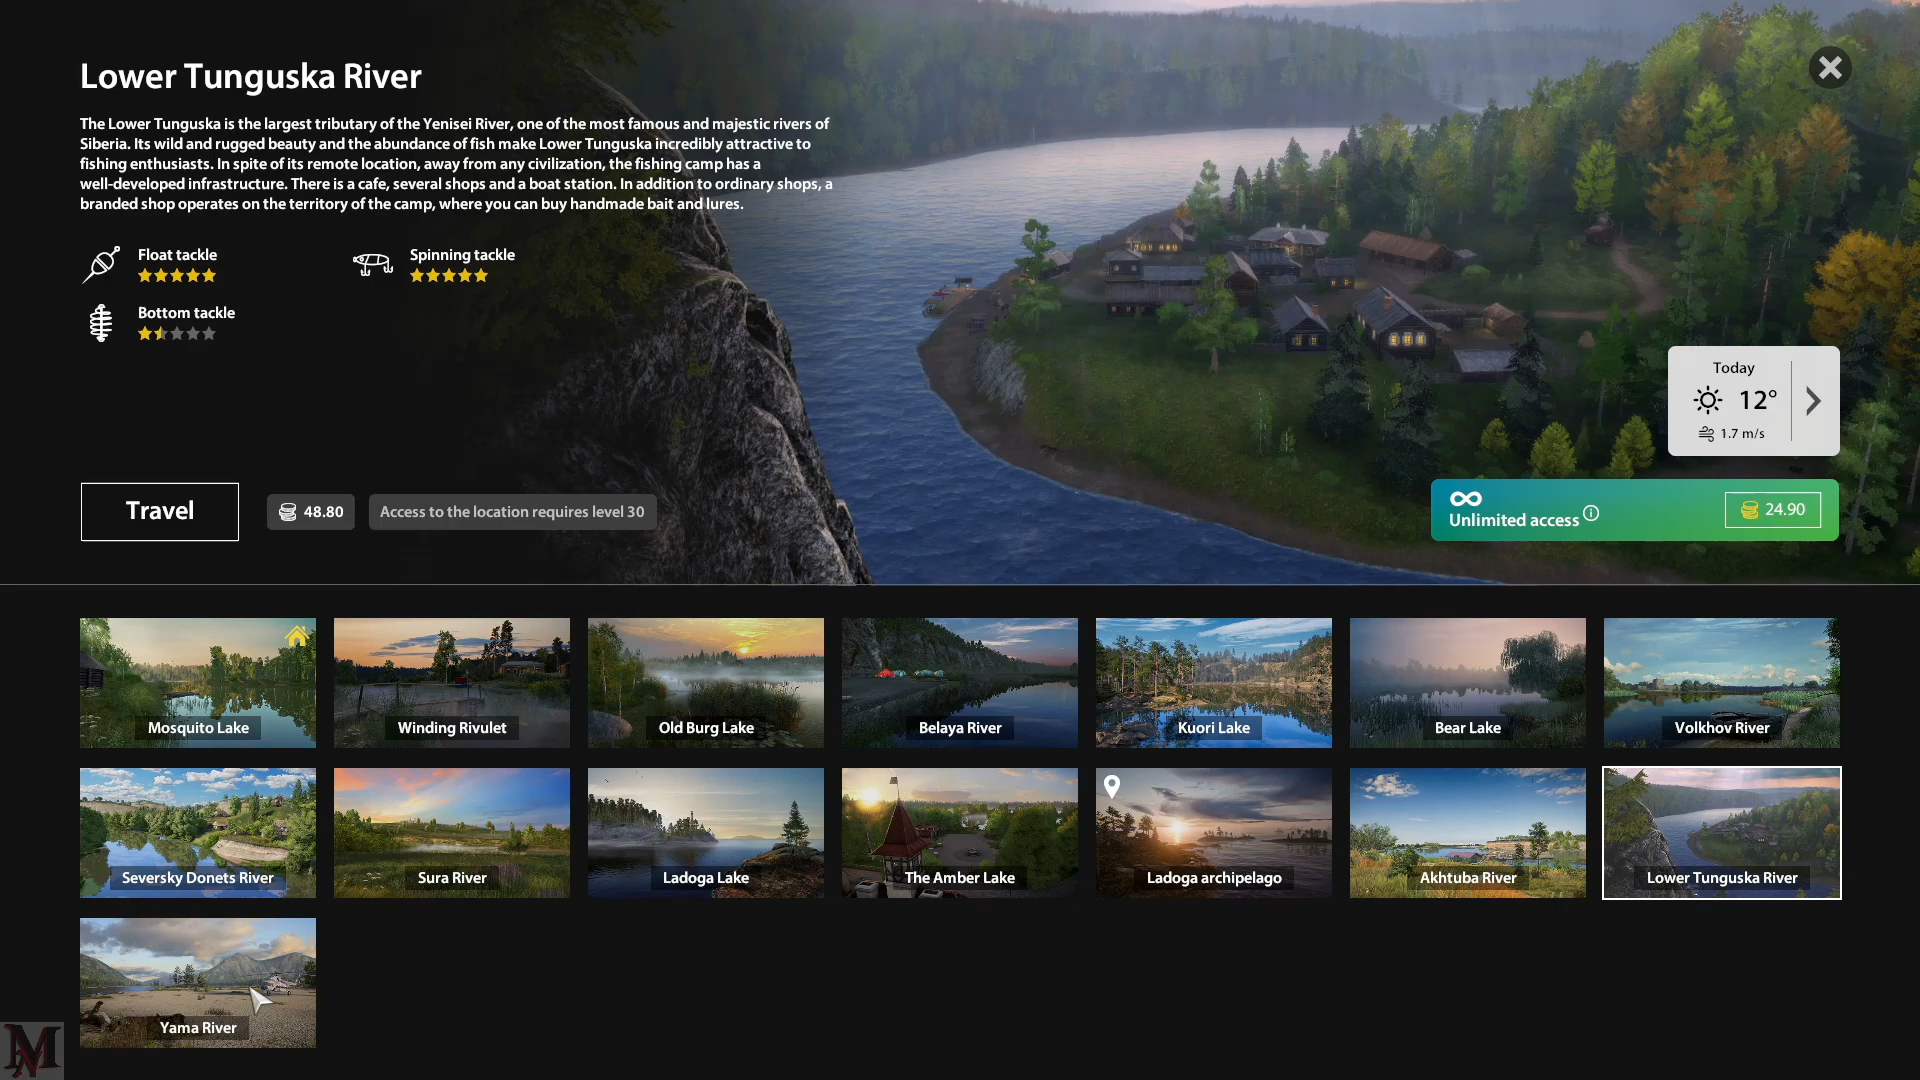 Lower Tunguska River
The Lower Tunguska is the largest tributary of the Yenisei River, one of the most famous and majestic rivers of
Siberia. Its wild and rugged beauty and the abundance of fish make Lower Tunguska incredibly attractive to
fishing enthusiasts. In spite of its remote location, away from any civilization, the fishing camp has a
well-developed infrastructure. There is a cafe, several shops and a boat station. In addition to ordinary shops, a
branded shop operates on the territory of the camp, where you can buy handmade bait and lures.
Float tackle
Spinning tackle
Bottom tackle
Today
12°
1.7 m/s
Travel
48.80
Access to the location requires level 30
Unlimited access
24.90
Mosquito Lake
Winding Rivulet
Old Burg Lake
Belaya River
Kuori Lake
Bear Lake
Volkhov River
Seversky Donets River
Sura River
Ladoga Lake
The Amber Lake
Ladoga archipelago
Akhtuba River
Lower Tunguska River
Yama River